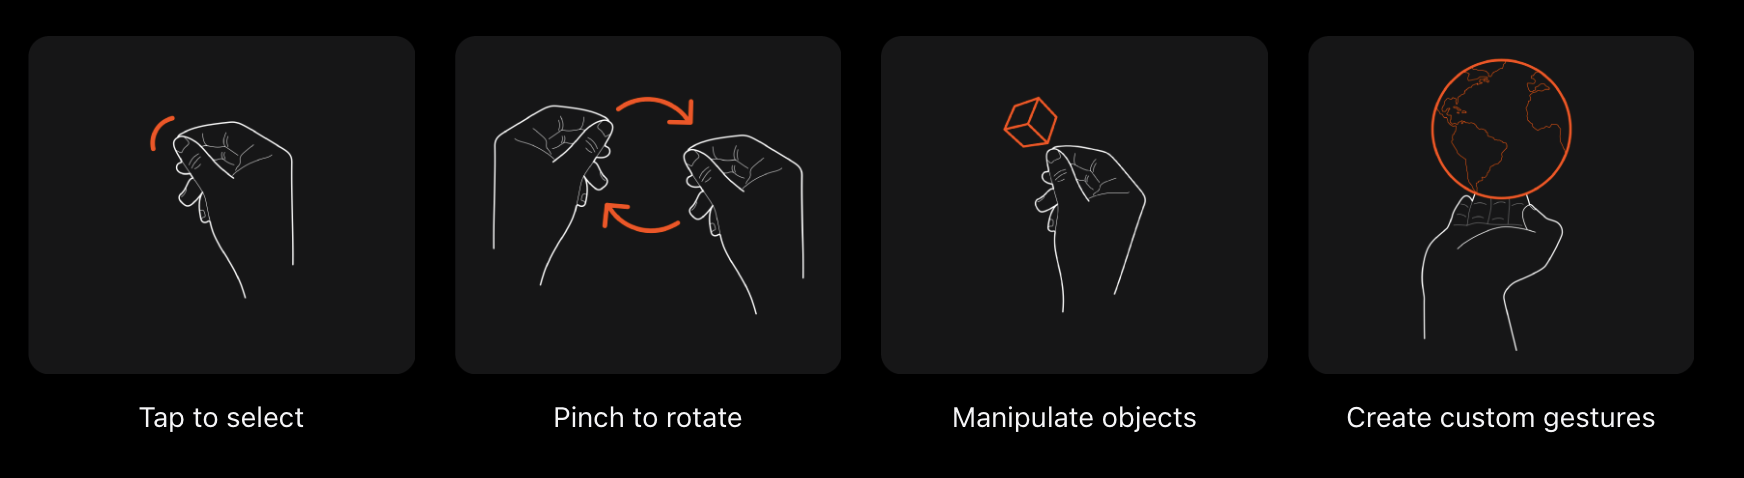 Tap to select
Pinch to rotate
Manipulate objects
Create custom gestures